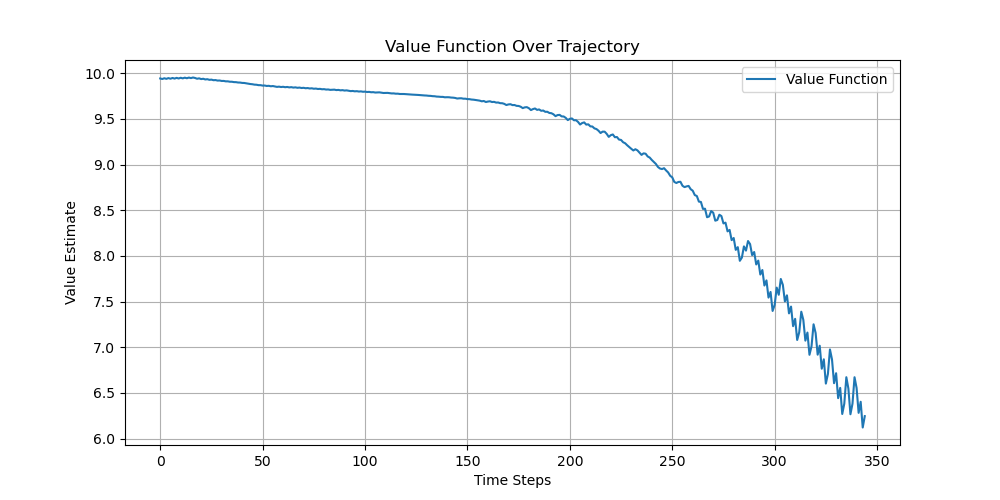 Value Function Over Trajectory
Value Function
Value Estimate
10.0
9.5
9.0
8.5
8.0
7.5
7.0
6.5
6.0
0 50 100 150 200 250 300 350
Time Steps